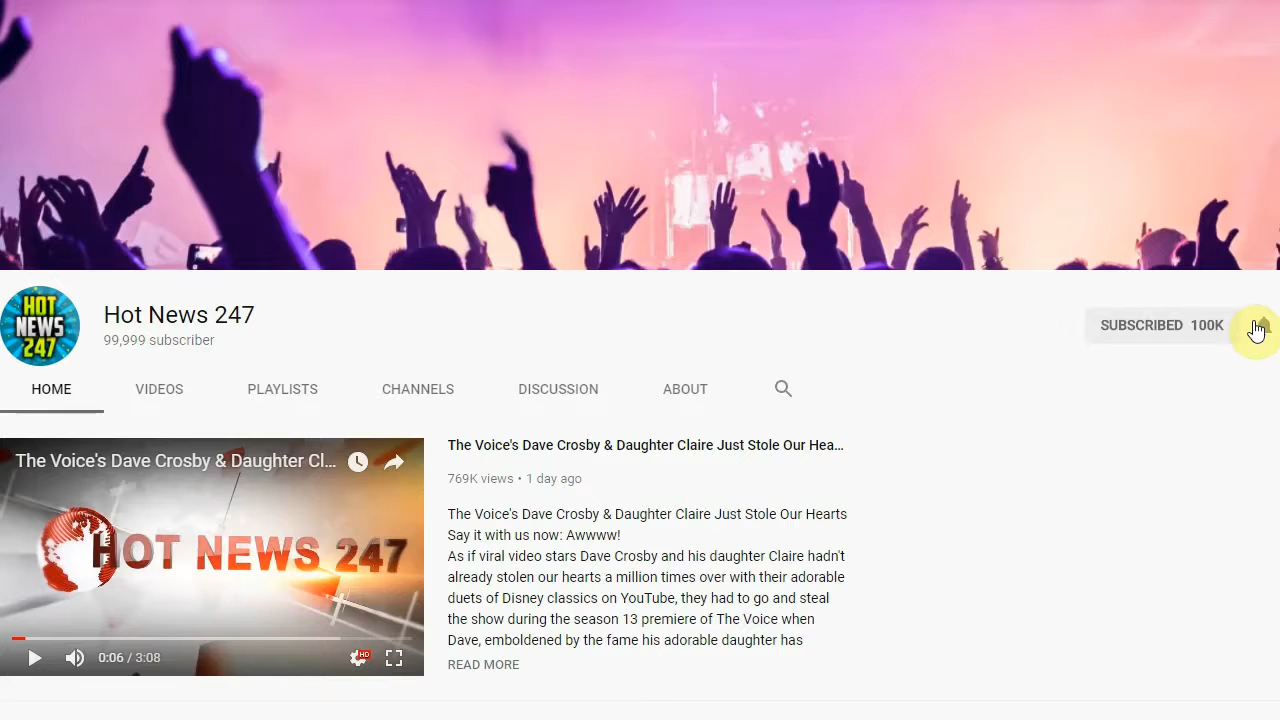 HOT
NEWS
247
Hot News 247
99,999 subscriber
SUBSCRIBED 100K
HOME VIDEOS PLAYLISTS CHANNELS DISCUSSION ABOUT
The Voice's Dave Crosby & Daughter Cl...
HOT NEWS 247
0:06 / 3:08
HD
The Voice's Dave Crosby & Daughter Claire Just Stole Our Hea...
769K views • 1 day ago
The Voice's Dave Crosby & Daughter Claire Just Stole Our Hearts
Say it with us now: Awwww!
As if viral video stars Dave Crosby and his daughter Claire hadn't
already stolen our hearts a million times over with their adorable
duets of Disney classics on YouTube, they had to go and steal
the show during the season 13 premiere of The Voice when
Dave, emboldened by the fame his adorable daughter has
READ MORE